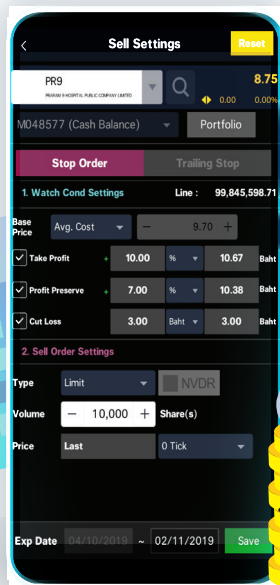 Sell Settings Reset
PR9 8.75
PRARAM 9 HOSPITAL PUBLIC COMPANY LIMITED 0.00 0.00%
M048577 (Cash Balance) Portfolio
Stop Order Trailing Stop
1. Watch Cond Settings Line : 99,845,598.71
Base Price Avg. Cost − 9.70 +
Take Profit + 10.00 % 10.67 Baht
Profit Preserve + 7.00 % 10.38 Baht
Cut Loss 3.00 Baht 3.00 Baht
2. Sell Order Settings
Type Limit NVDR
Volume − 10,000 + Share(s)
Price Last 0 Tick
Exp Date 04/10/2019 ~ 02/11/2019 Save